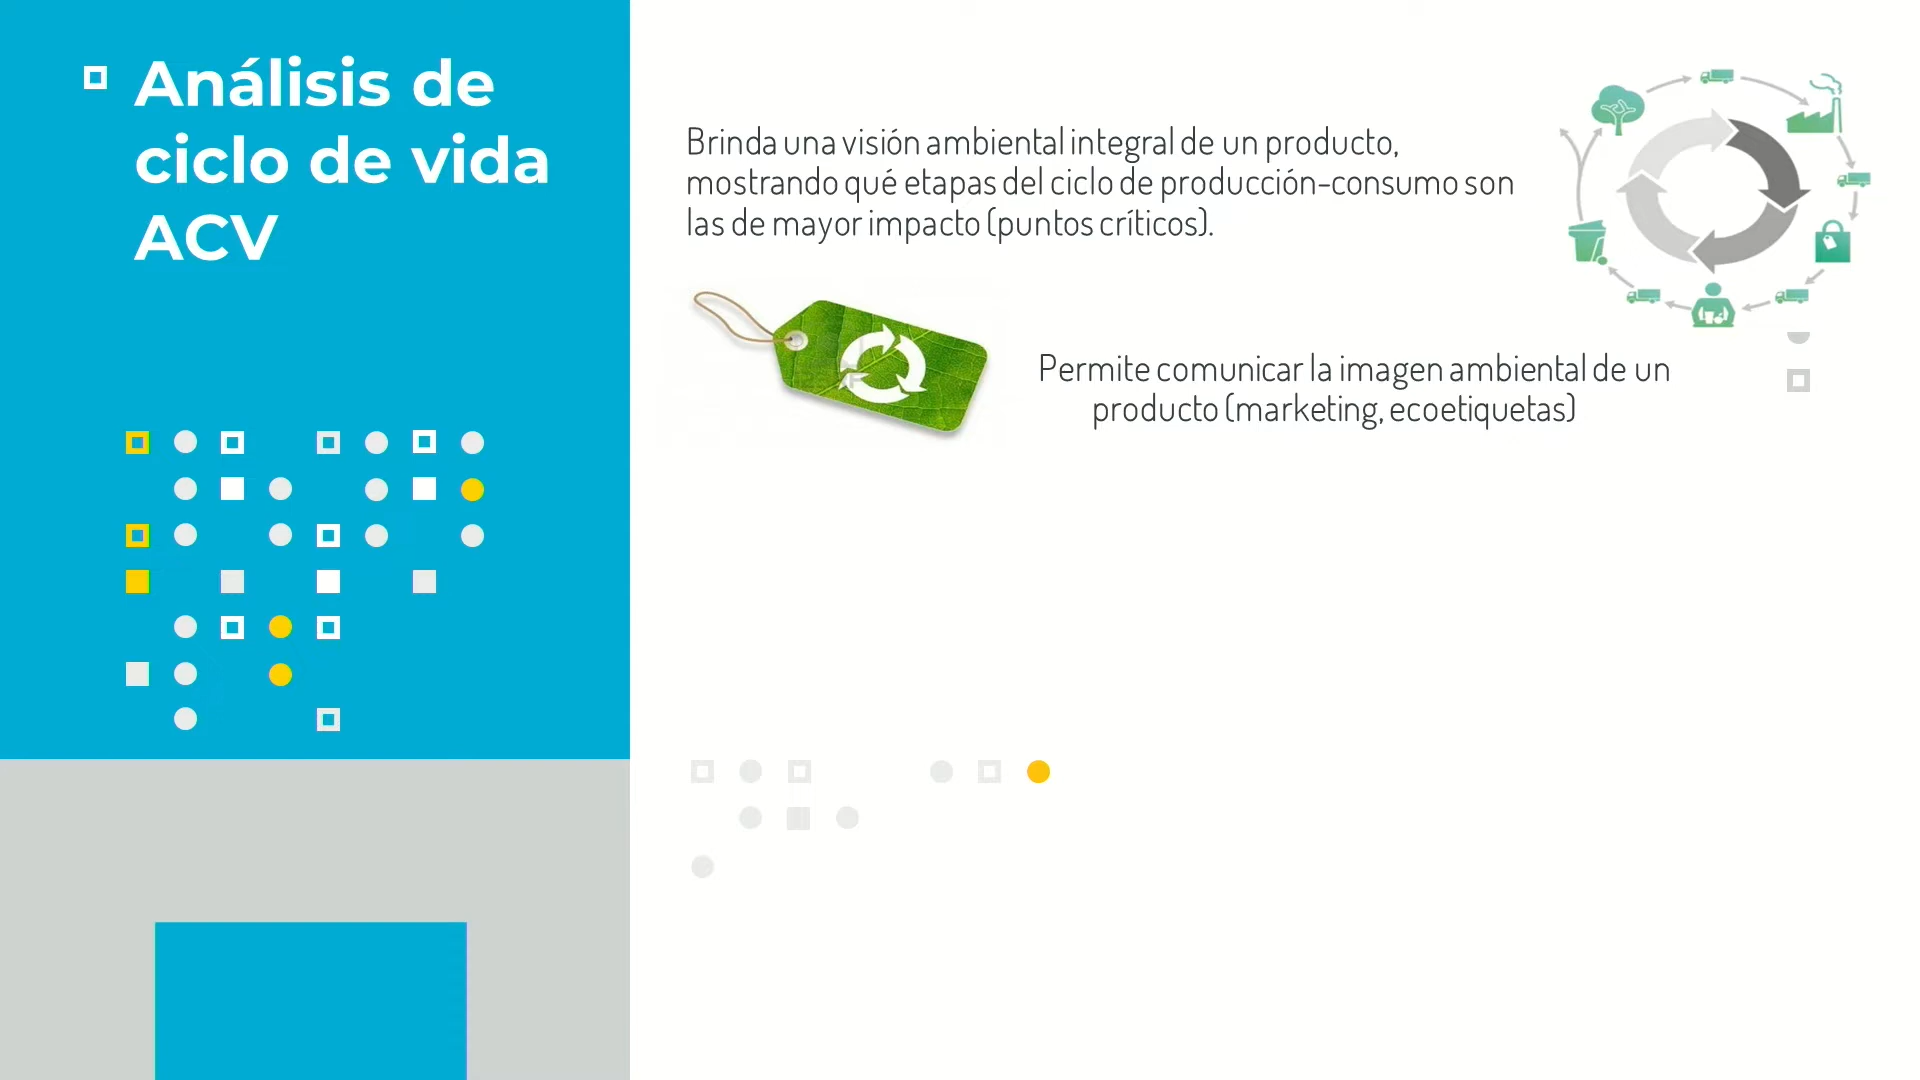 Análisis de
ciclo de vida
ACV
Brinda una visión ambiental integral de un producto,
mostrando qué etapas del ciclo de producción-consumo son
las de mayor impacto (puntos críticos).
Permite comunicar la imagen ambiental de un
producto (marketing, ecoetiquetas)